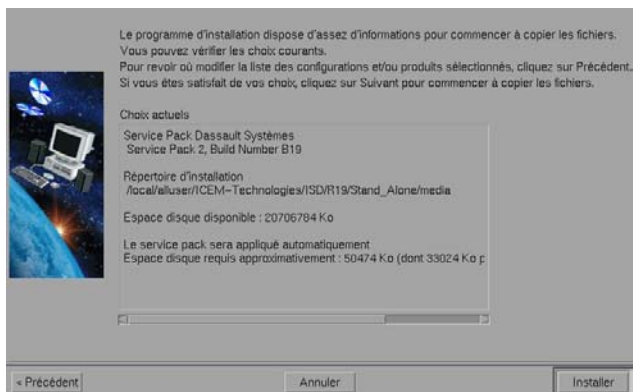 Le programme d'installation dispose d'assez d'informations pour commencer à copier les fichiers.
Vous pouvez vérifier les choix courants.
Pour revoir où modifier la liste des configurations et/ou produits sélectionnés, cliquez sur Précédent.
Si vous êtes satisfait de vos choix, cliquez sur Suivant pour commencer à copier les fichiers.
Choix actuels
Service Pack Dassault Systèmes
Service Pack 2, Build Number B19
Répertoire d'installation
/local/alluser/ICEM-Technologies/ISD/R19/Stand_Alone/media
Espace disque disponible : 20706784 Ko
Le service pack sera appliqué automatiquement
Espace disque requis approximativement : 50474 Ko (dont 33024 Ko p
< Précédent
Annuler
Installer